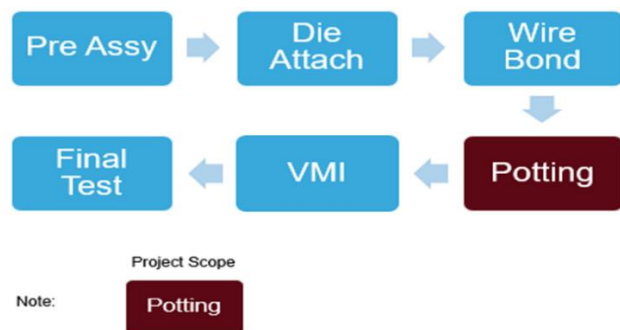 Pre Assy
Die
Attach
Wire
Bond
Final
Test
VMI
Potting
Project Scope
Note:
Potting